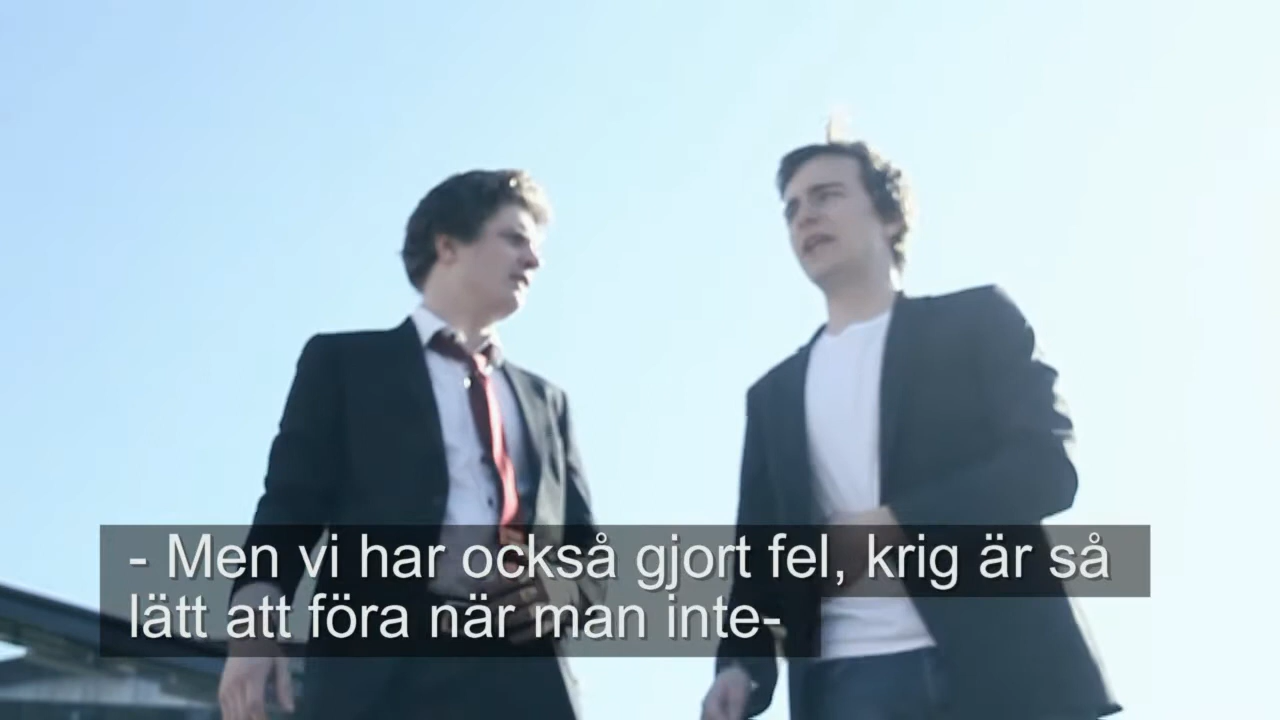 - Men vi har också gjort fel, krig är så
lätt att föra när man inte-